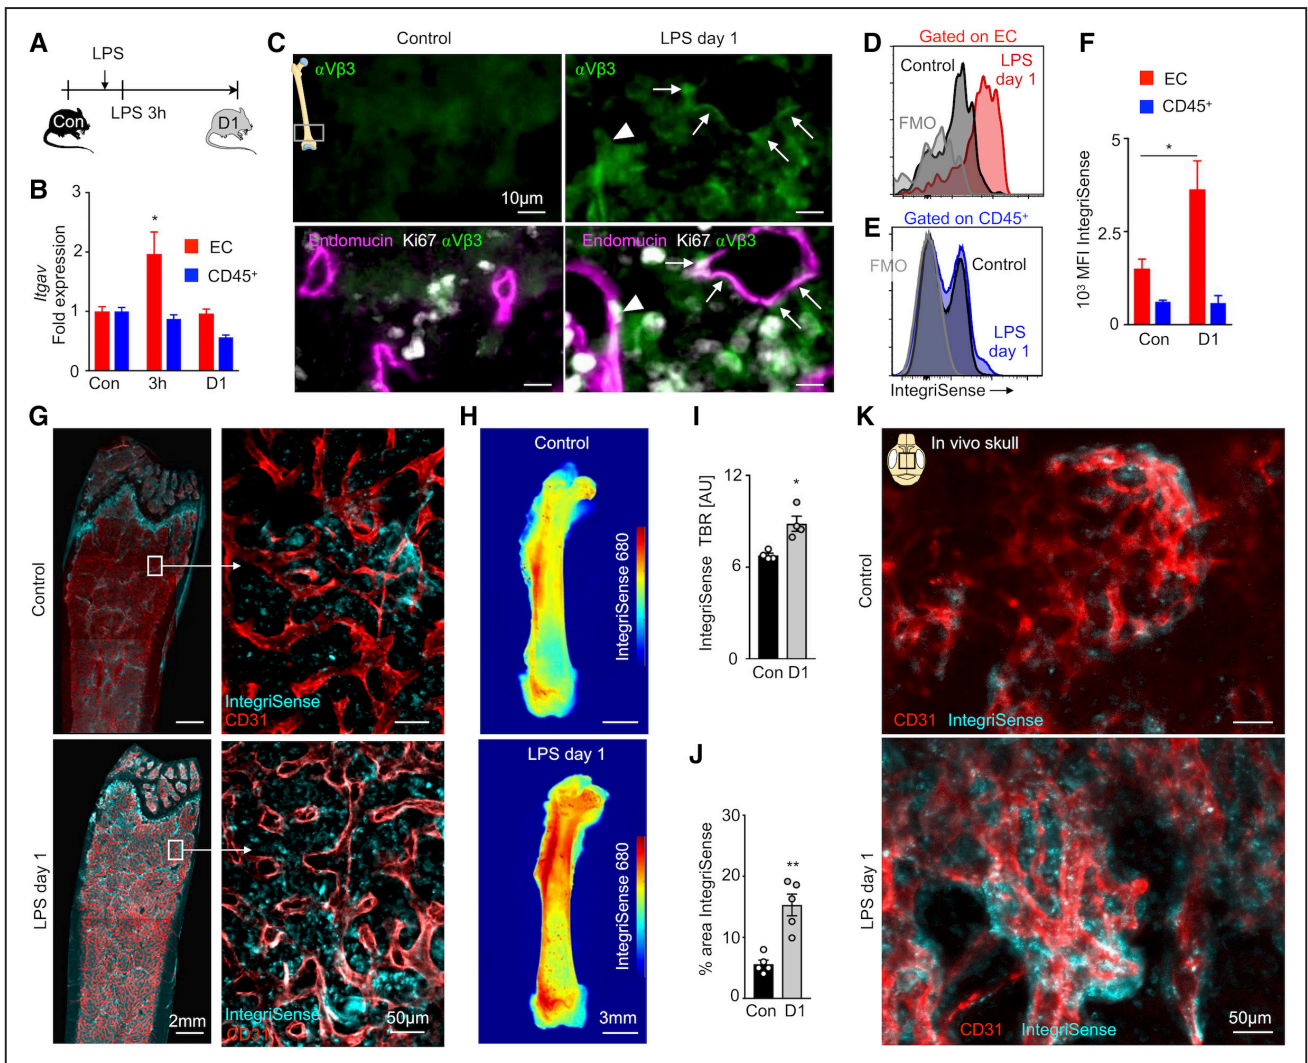 A
LPS
LPS 3h
Con
D1
B
Itgav
Fold expression
3
2
1
0
*
EC
CD45+
Con
3h
D1
C
Control
LPS day 1
αVβ3
αVβ3
10µm
Endomucin Ki67 αVβ3
Endomucin Ki67 αVβ3
D
Gated on EC
Control
LPS
day 1
FMO
E
Gated on CD45+
FMO
Control
LPS
day 1
IntegriSense
F
EC
CD45+
10³ MFI IntegriSense
5
2.5
0
*
Con
D1
G
Control
IntegriSense
CD31
LPS day 1
2mm
IntegriSense
CD31
50µm
H
Control
IntegriSense 680
LPS day 1
IntegriSense 680
3mm
I
IntegriSense TBR [AU]
12
6
0
*
Con D1
J
% area IntegriSense
30
20
10
0
**
Con D1
K
In vivo skull
Control
CD31 IntegriSense
LPS day 1
CD31 IntegriSense
50µm